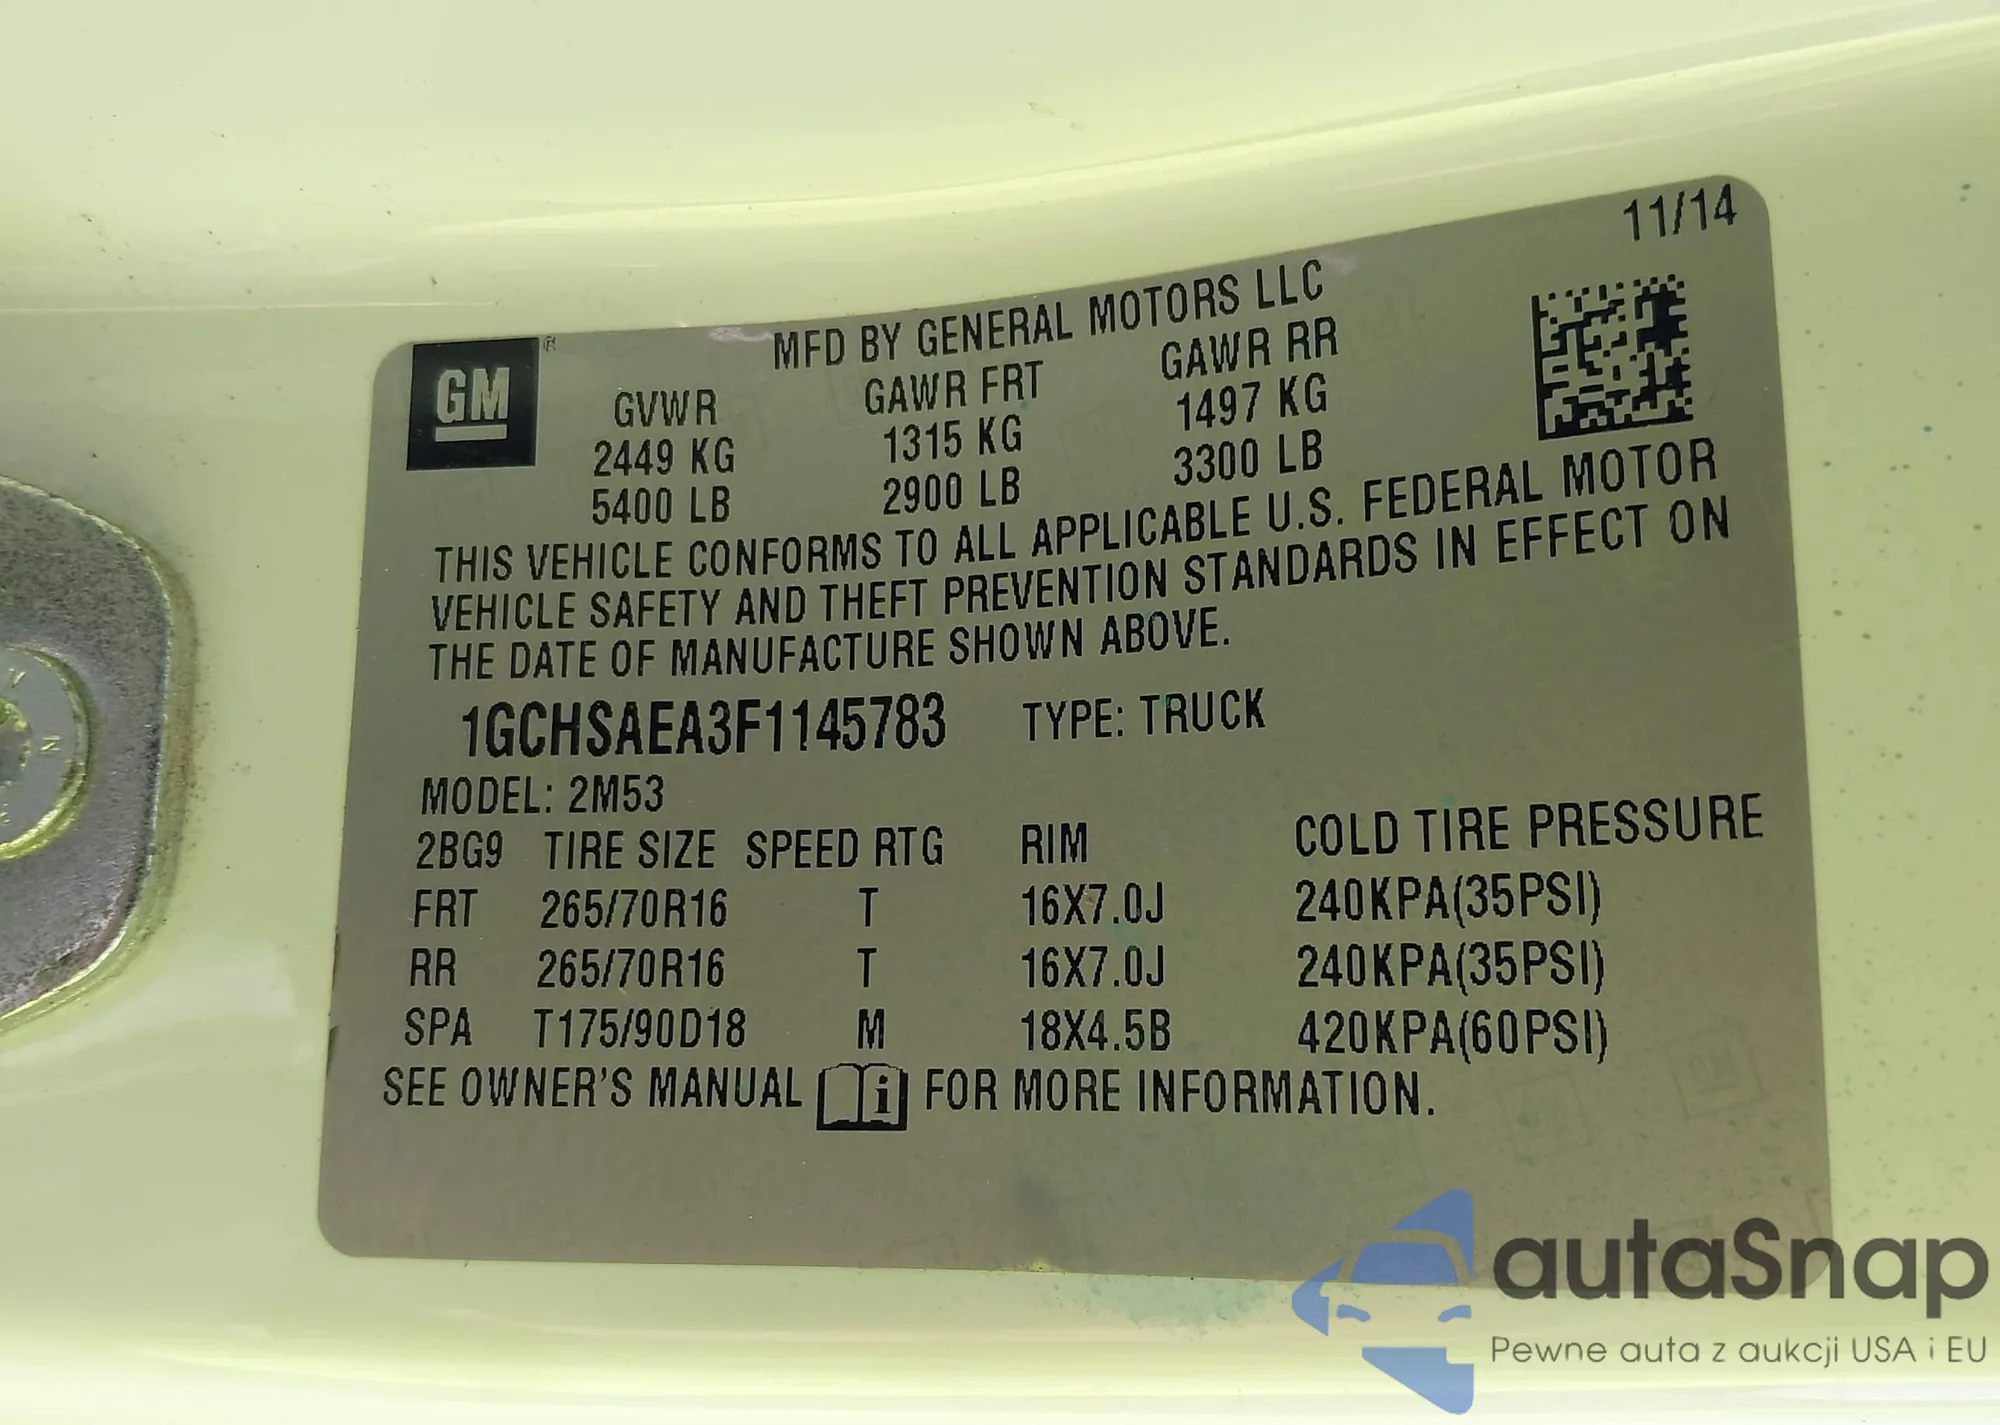 11/14
GM ®
MFD BY GENERAL MOTORS LLC
GVWR GAWR FRT GAWR RR
2449 KG 1315 KG 1497 KG
5400 LB 2900 LB 3300 LB
THIS VEHICLE CONFORMS TO ALL APPLICABLE U.S. FEDERAL MOTOR
VEHICLE SAFETY AND THEFT PREVENTION STANDARDS IN EFFECT ON
THE DATE OF MANUFACTURE SHOWN ABOVE.
1GCHSAEA3F1145783 TYPE: TRUCK
MODEL: 2M53
2BG9 TIRE SIZE SPEED RTG RIM COLD TIRE PRESSURE
FRT 265/70R16 T 16X7.0J 240KPA(35PSI)
RR 265/70R16 T 16X7.0J 240KPA(35PSI)
SPA T175/90D18 M 18X4.5B 420KPA(60PSI)
SEE OWNER'S MANUAL i FOR MORE INFORMATION.
autaSnap
Pewne auta z aukcji USA i EU